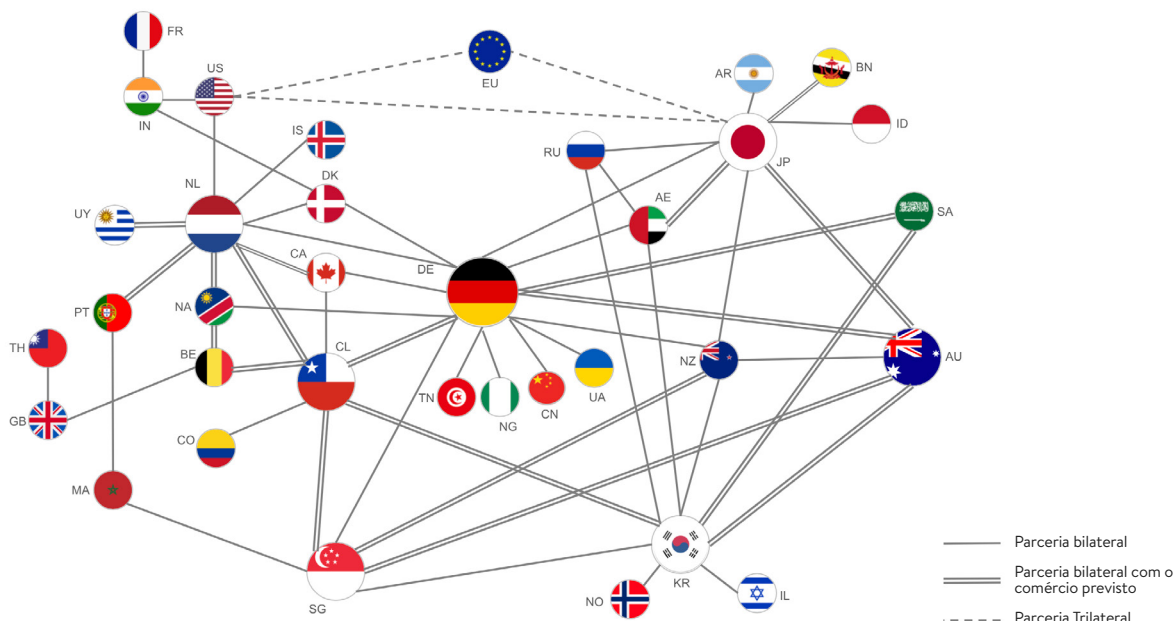 FR
US
EU
AR
BN
IN
ID
IS
RU
JP
DK
NL
AE
SA
UY
CA
DE
PT
NA
TH
CL
NZ
AU
BE
TN
NG
CN
UA
GB
CO
MA
SG
KR
NO
IL
Parceria bilateral
Parceria bilateral com o
comércio previsto
Parceria Trilateral